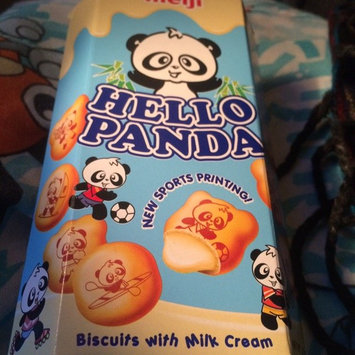 meiji
HELLO
PANDA
NEW SPORTS PRINTING!
Biscuits with Milk Cream